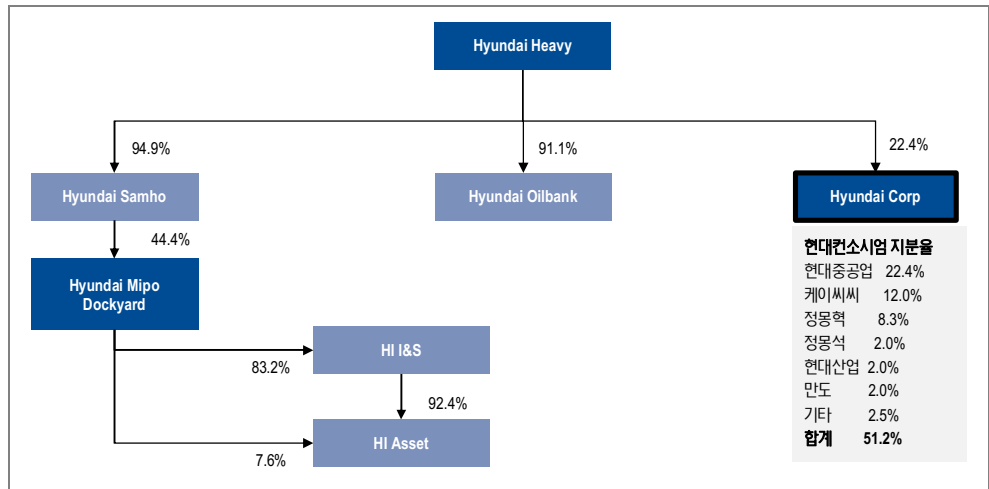 Hyundai Heavy
94.9%
91.1%
22.4%
Hyundai Samho
Hyundai Oilbank
Hyundai Corp
44.4%
현대컨소시엄 지분율
현대중공업 22.4%
케이씨씨 12.0%
정몽혁 8.3%
정몽석 2.0%
현대산업 2.0%
만도 2.0%
기타 2.5%
합계 51.2%
Hyundai Mipo
Dockyard
HI I&S
83.2%
92.4%
HI Asset
7.6%